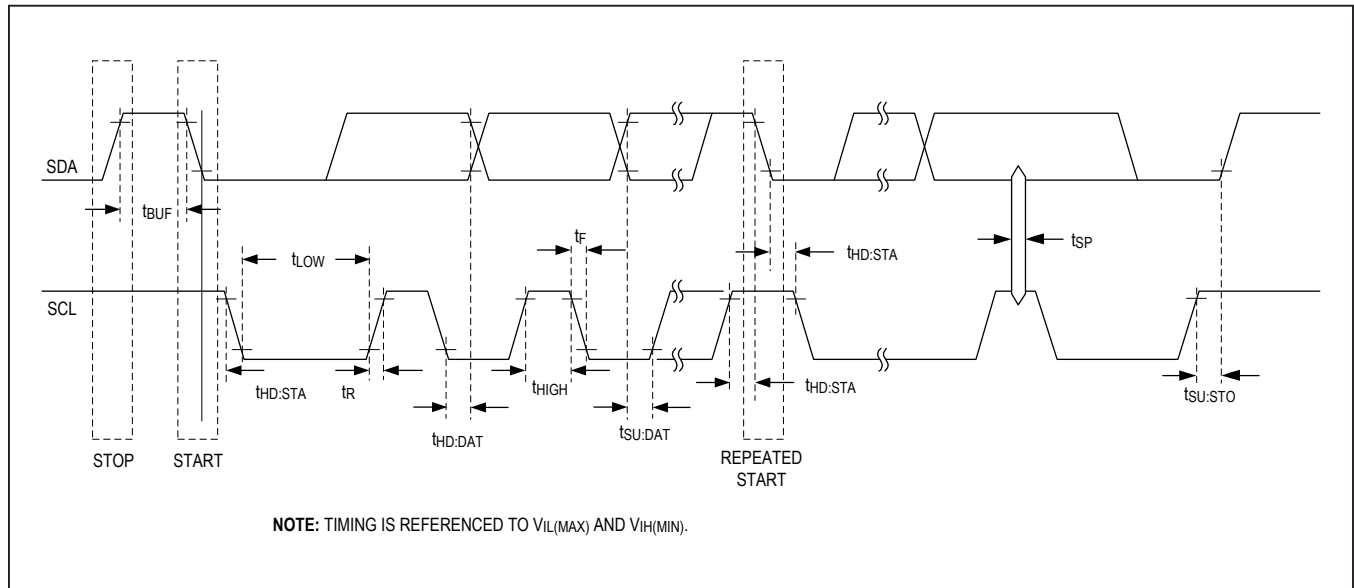 SDA
tBUF
tF
tSP
tLOW
tHD:STA
SCL
tHD:STA
tR
tHIGH
tHD:STA
tSU:STO
tHD:DAT
tSU:DAT
STOP
START
REPEATED
START
NOTE: TIMING IS REFERENCED TO VIL(MAX) AND VIH(MIN).